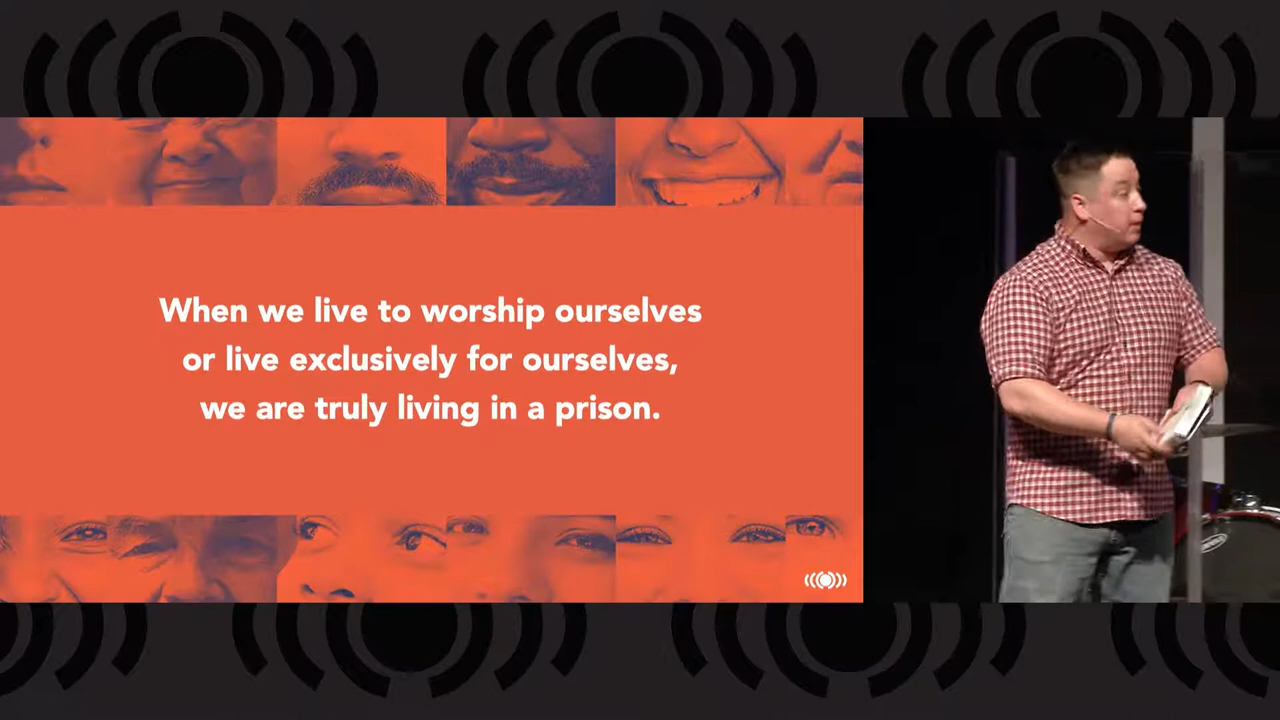 When we live to worship ourselves
or live exclusively for ourselves,
we are truly living in a prison.